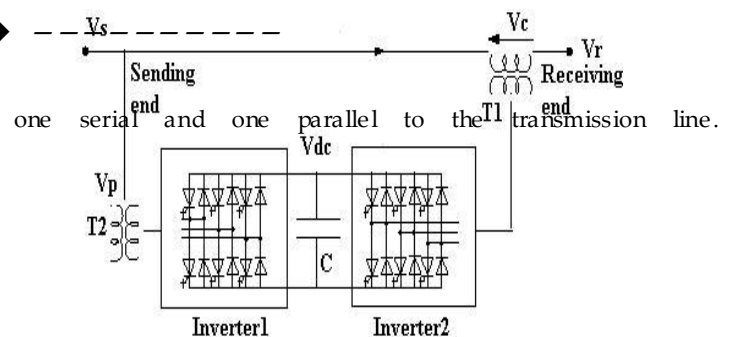 Vs
Vc
Vr
Sending
end
Receiving
end
T1
one serial and one parallel to the transmission line.
Vdc
Vp
T2
C
Inverter1
Inverter2